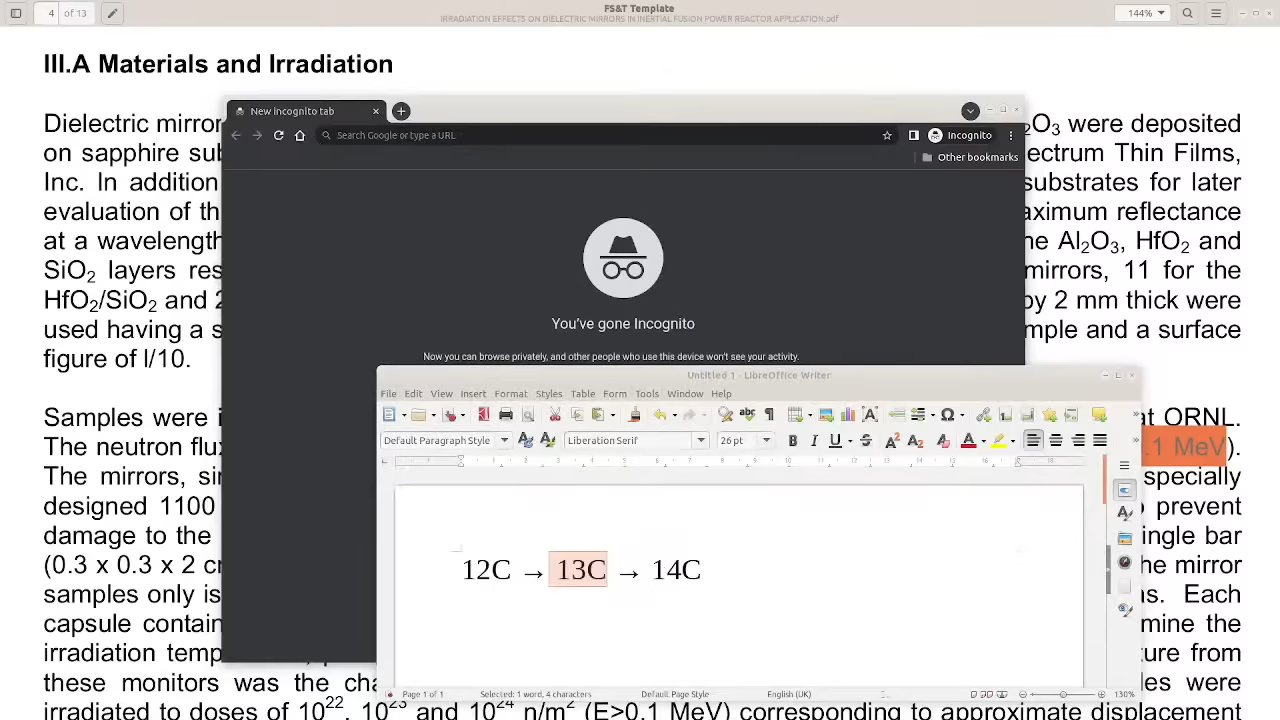 4 of 13
FS&T Template
IRRADIATION EFFECTS ON DIELECTRIC MIRRORS IN INERTIAL FUSION POWER REACTOR APPLICATION.pdf
144%
III.A Materials and Irradiation
New incognito tab
Search Google or type a URL
Incognito
Other bookmarks
You've gone Incognito
Now you can browse privately, and other people who use this device won't see your activity.
Dielectric mirror
₂O₃ were deposited
on sapphire sub
ectrum Thin Films,
Inc. In addition
substrates for later
evaluation of th
aximum reflectance
at a wavelength
he Al₂O₃, HfO₂ and
SiO₂ layers res
mirrors, 11 for the
HfO₂/SiO₂ and 2
by 2 mm thick were
used having a s
mple and a surface
figure of l/10.
Samples were i
at ORNL.
The neutron flux
.1 MeV).
The mirrors, sin
specially
designed 1100
prevent
damage to the
ingle bar
(0.3 x 0.3 x 2 cm
he mirror
samples only is
ns. Each
capsule contain
mine the
irradiation temp
ture from
these monitors was the cha
les were
irradiated to doses of 10²², 10²³ and 10²⁴ n/m² (E>0.1 MeV) corresponding to approximate displacement
Untitled 1 - LibreOffice Writer
File Edit View Insert Format Styles Table Form Tools Window Help
Default Paragraph Style Liberation Serif 26 pt
12C → 13C → 14C
Page 1 of 1 Selected: 1 word, 4 characters Default Page Style English (UK) 130%